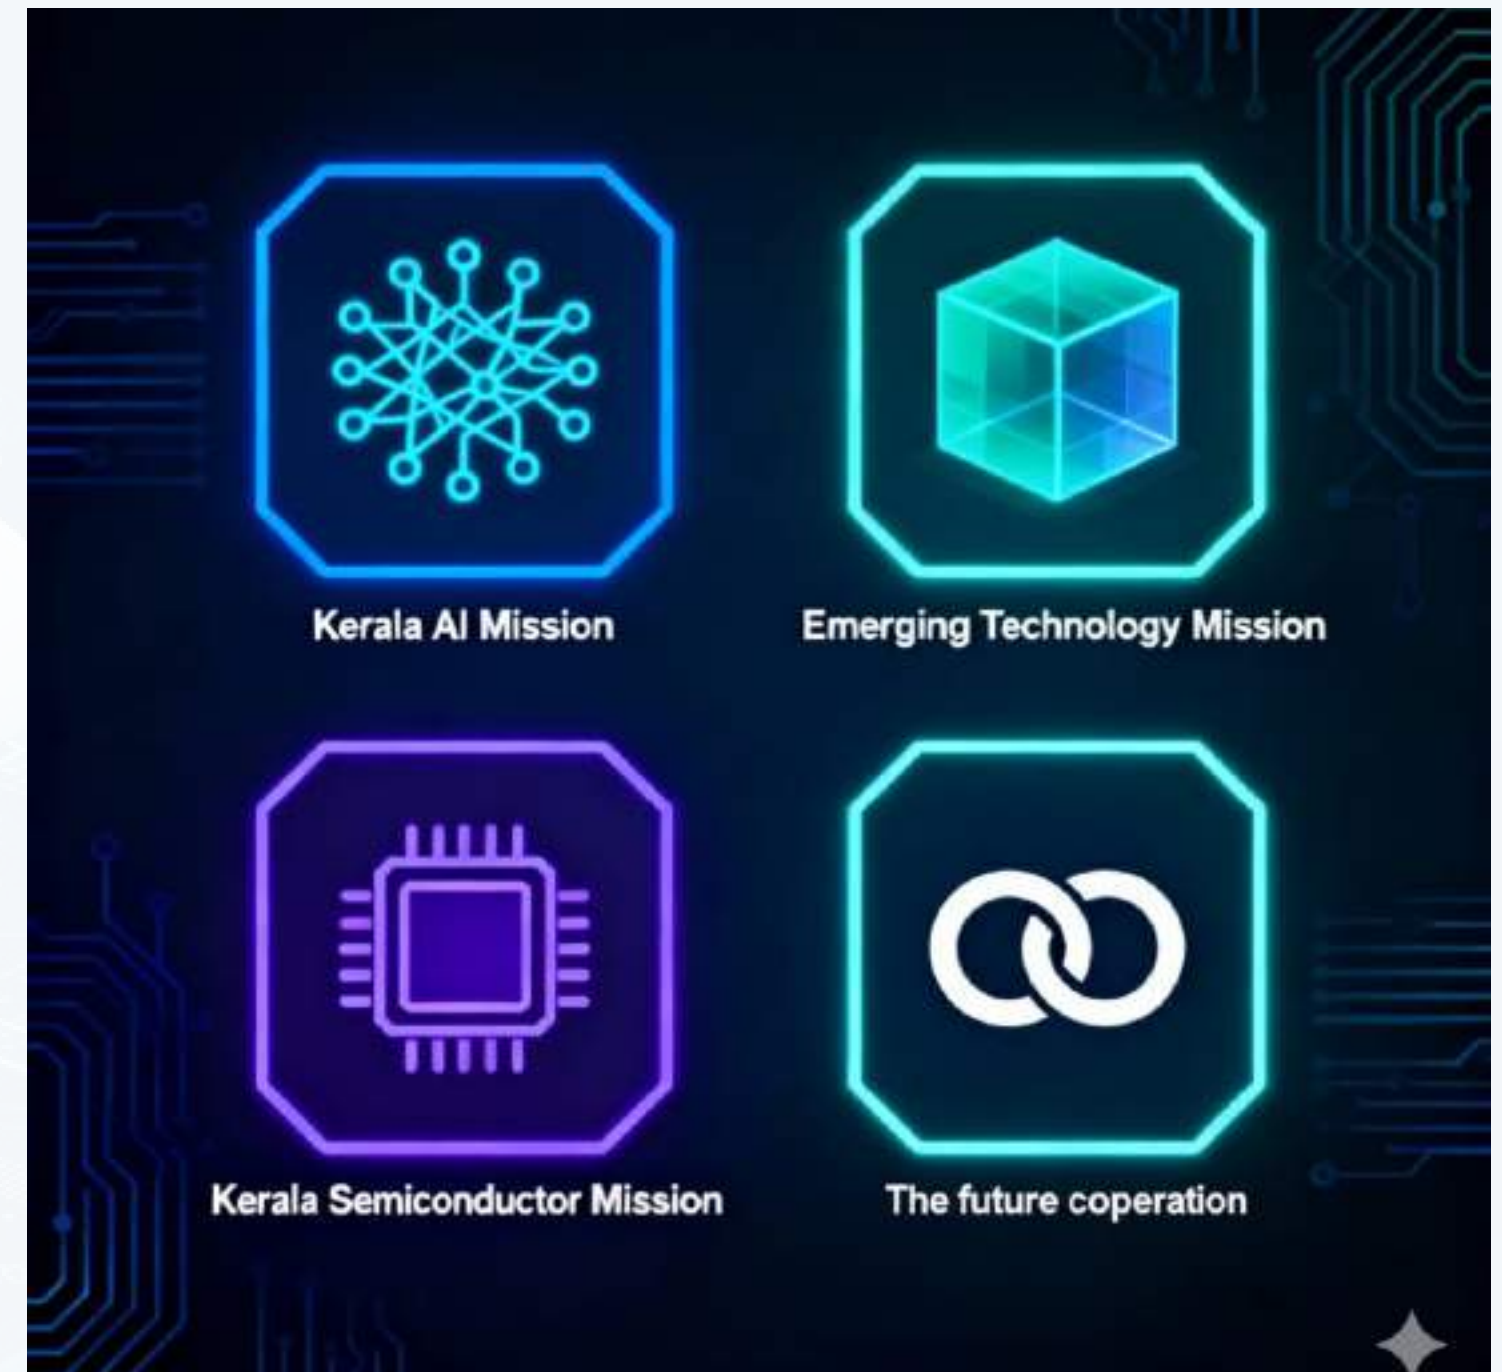 Kerala AI Mission
Emerging Technology Mission
Kerala Semiconductor Mission
The future coperation